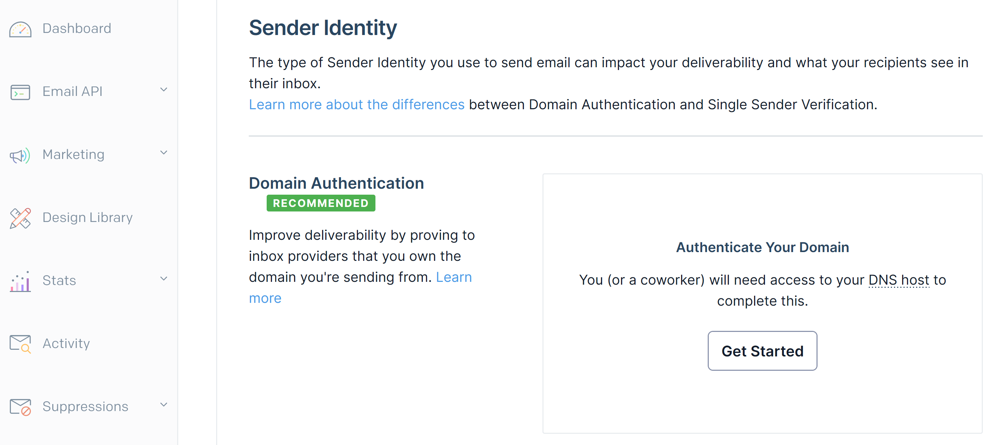 Dashboard
Email API
Marketing
Design Library
Stats
Activity
Suppressions
Sender Identity
The type of Sender Identity you use to send email can impact your deliverability and what your recipients see in
their inbox.
Learn more about the differences between Domain Authentication and Single Sender Verification.
Domain Authentication
RECOMMENDED
Improve deliverability by proving to
inbox providers that you own the
domain you're sending from. Learn
more
Authenticate Your Domain
You (or a coworker) will need access to your DNS host to
complete this.
Get Started